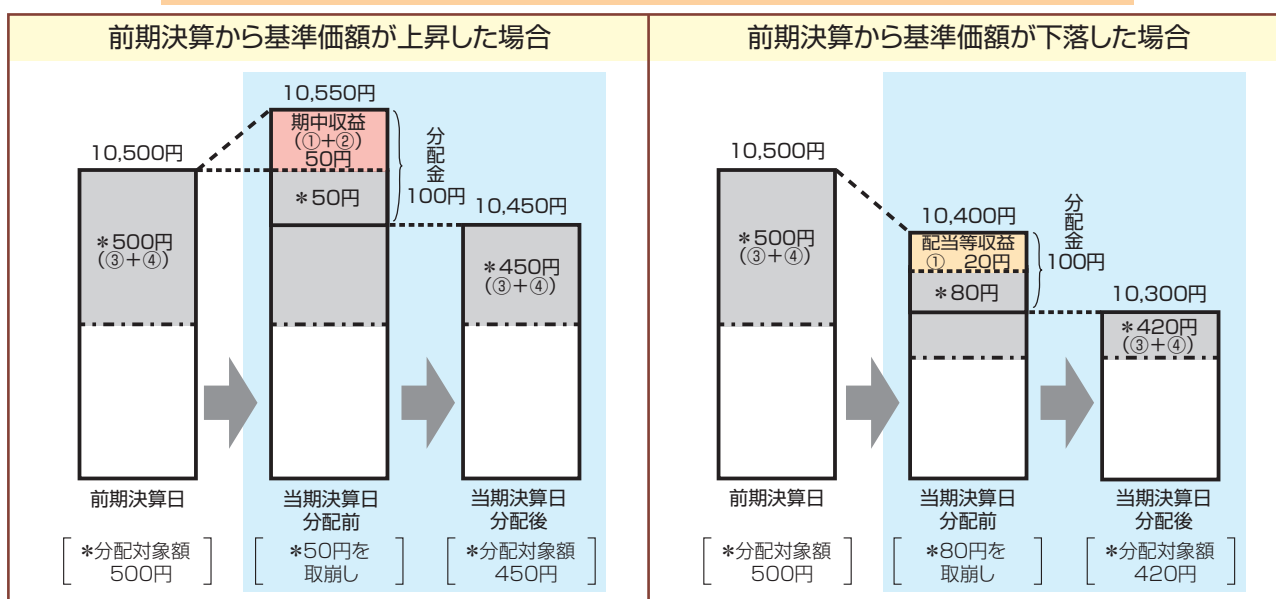 前期決算から基準価額が上昇した場合
10,550円
期中収益
(①+②)
50円
分配金
100円
10,500円
*50円
10,450円
*500円
(③+④)
*450円
(③+④)
前期決算日
当期決算日
分配前
当期決算日
分配後
*分配対象額
500円
*50円を
取崩し
*分配対象額
450円
前期決算から基準価額が下落した場合
10,500円
10,400円
分配金
100円
配当等収益
① 20円
*500円
(③+④)
*80円
10,300円
*420円
(③+④)
前期決算日
当期決算日
分配前
当期決算日
分配後
*分配対象額
500円
*80円を
取崩し
*分配対象額
420円